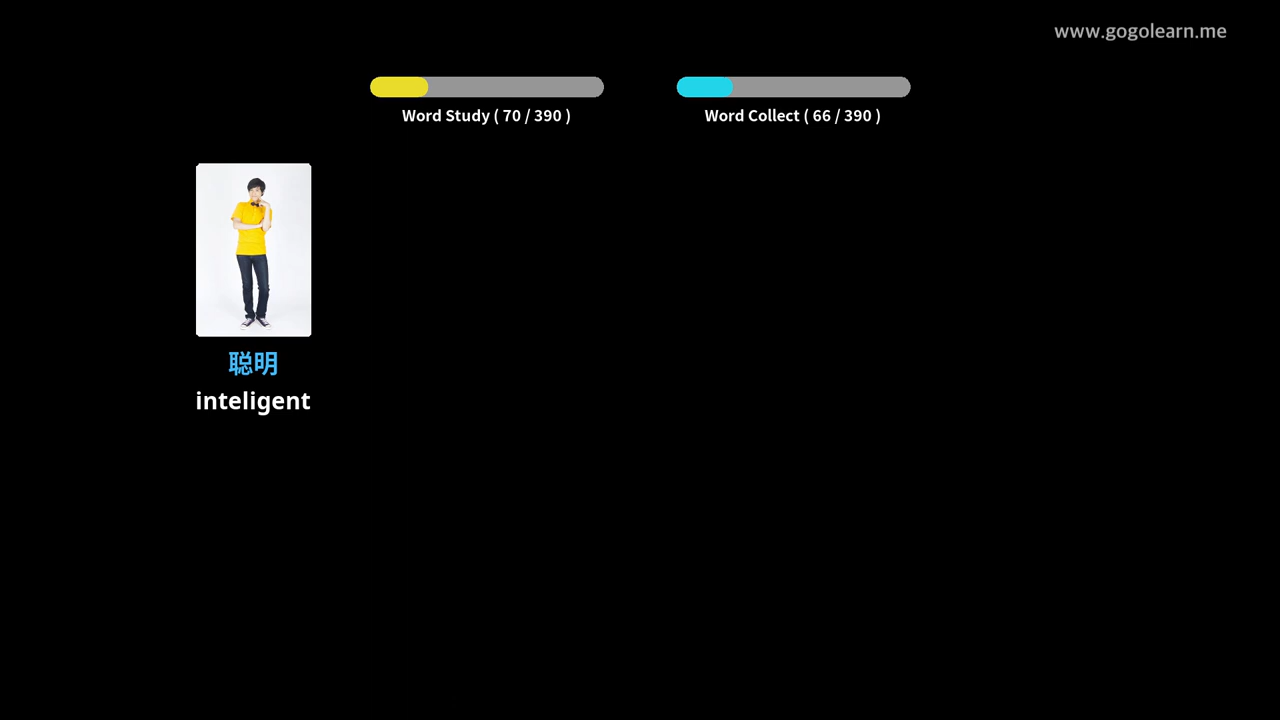 www.gogolearn.me
Word Study ( 70 / 390 )
Word Collect ( 66 / 390 )
聪明
inteligent